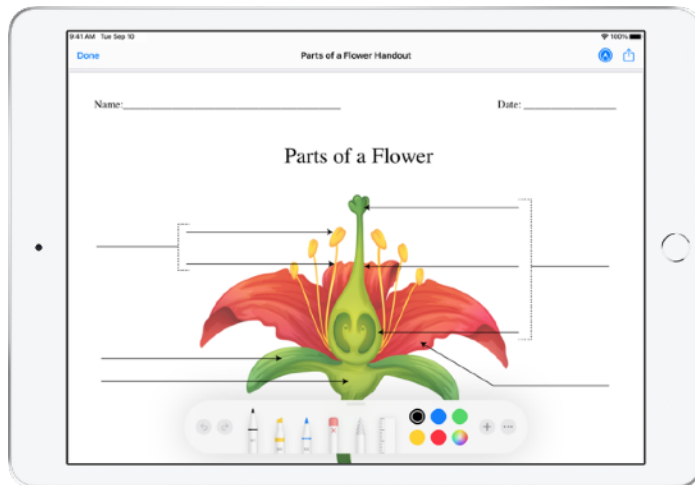 9:41 AM Tue Sep 10 100%
Done Parts of a Flower Handout
Name: Date:
Parts of a Flower